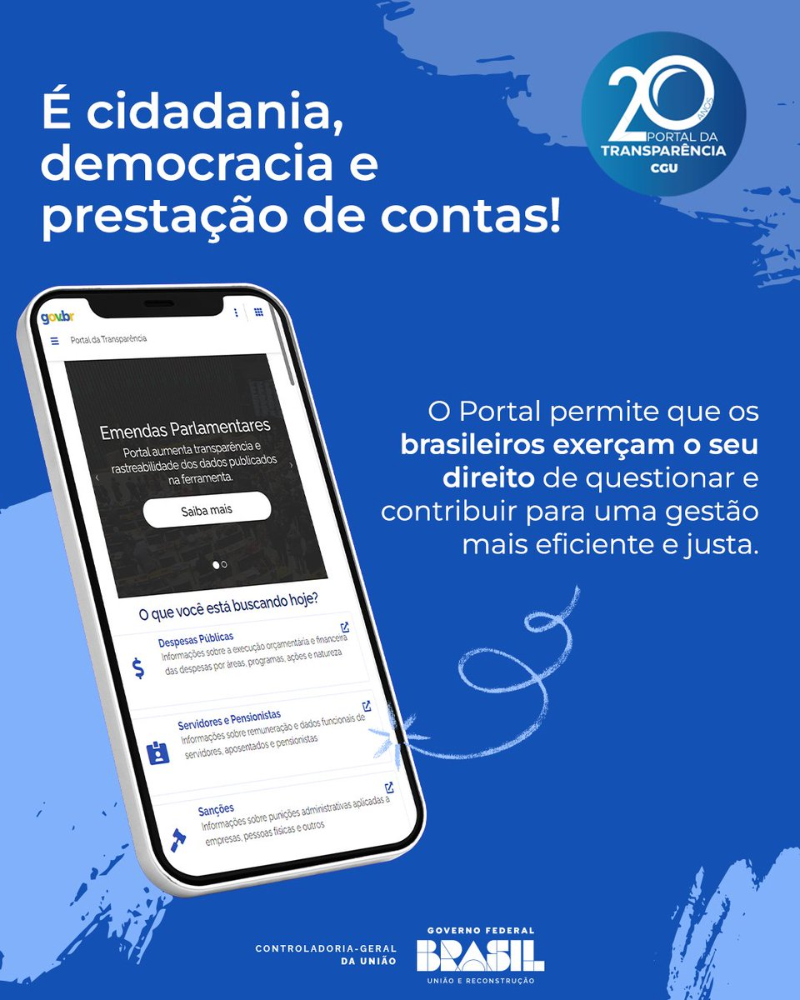 É cidadania,
democracia e
prestação de contas!
20
ANOS
PORTAL DA
TRANSPARÊNCIA
CGU
gov.br
Portal da Transparência
Emendas Parlamentares
Portal aumenta transparência e
rastreabilidade dos dados publicados
na ferramenta.
Saiba mais
O que você está buscando hoje?
Despesas Públicas
Informações sobre a execução orçamentária e financeira
das despesas por áreas, programas, ações e natureza
Servidores e Pensionistas
Informações sobre remuneração e dados funcionais de
servidores, aposentados e pensionistas
Sanções
Informações sobre punições administrativas aplicadas a
empresas, pessoas físicas e outros
O Portal permite que os
brasileiros exerçam o seu
direito de questionar e
contribuir para uma gestão
mais eficiente e justa.
CONTROLADORIA-GERAL
DA UNIÃO
GOVERNO FEDERAL
BRASIL
UNIÃO E RECONSTRUÇÃO